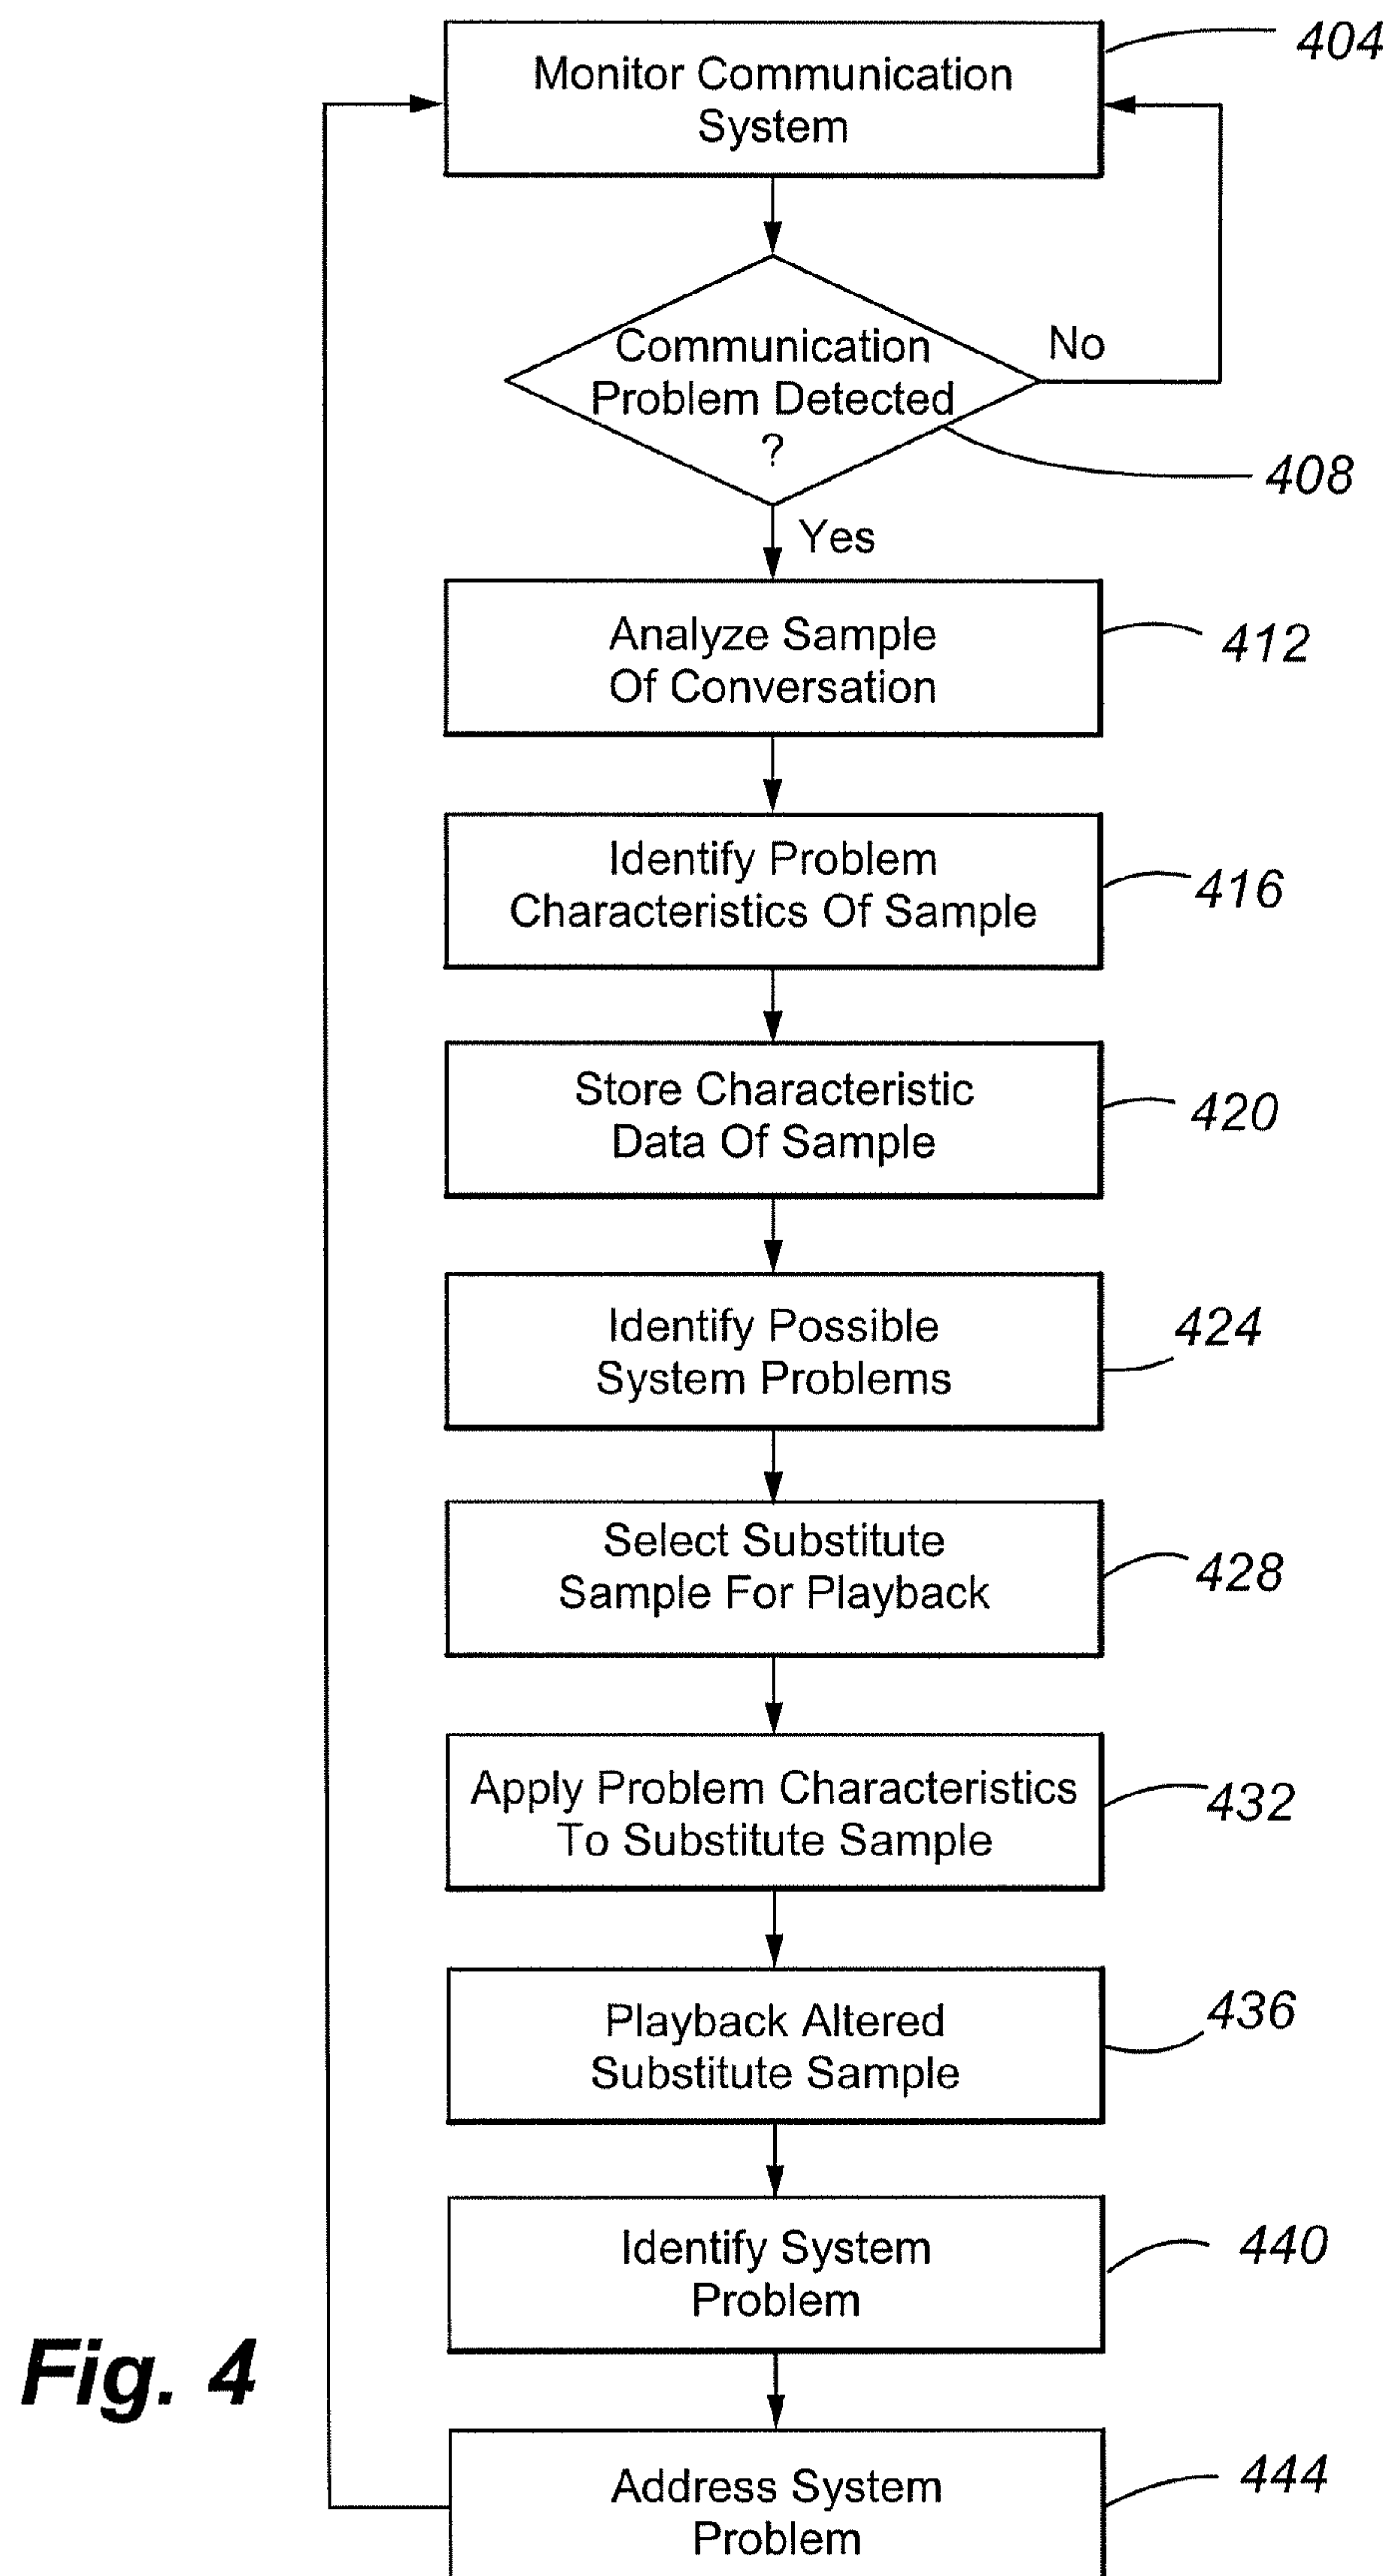 Monitor Communication
System
404
Communication
Problem Detected
?
No
408
Yes
Analyze Sample
Of Conversation
412
Identify Problem
Characteristics Of Sample
416
Store Characteristic
Data Of Sample
420
Identify Possible
System Problems
424
Select Substitute
Sample For Playback
428
Apply Problem Characteristics
To Substitute Sample
432
Playback Altered
Substitute Sample
436
Identify System
Problem
440
Fig. 4
Address System
Problem
444